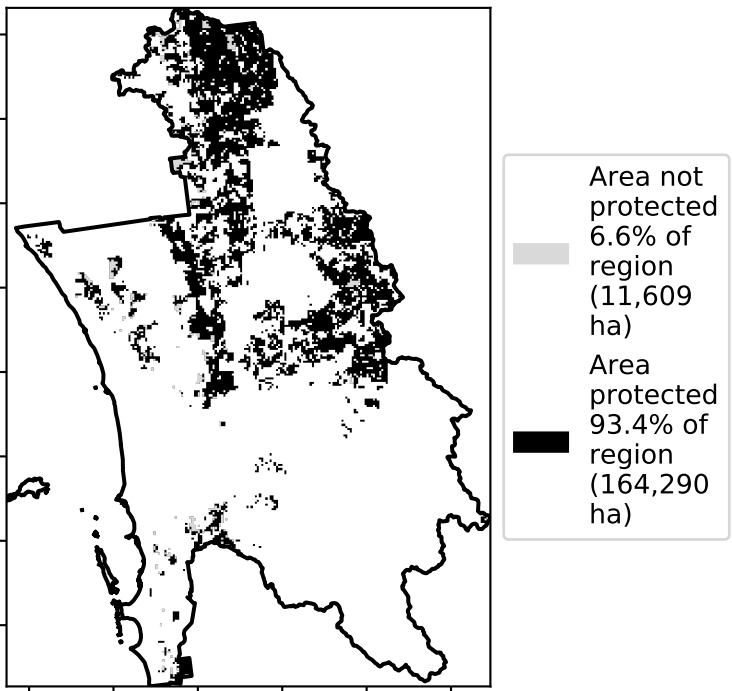 Area not
protected
6.6% of
region
(11,609
ha)
Area
protected
93.4% of
region
(164,290
ha)